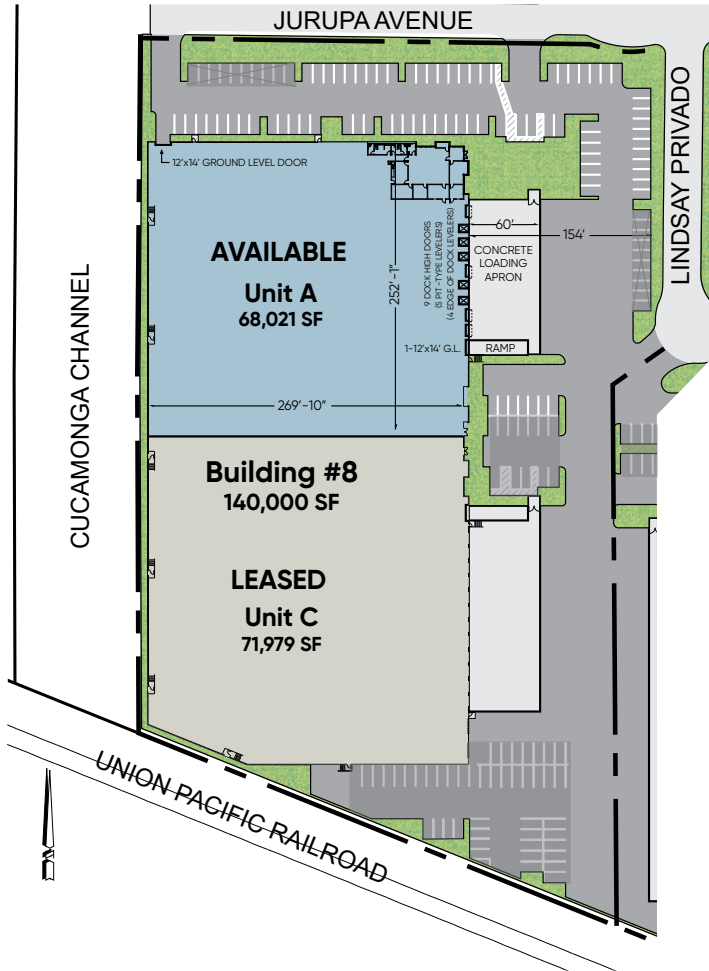 JURUPA AVENUE
LINDSAY PRIVADO
12'x14' GROUND LEVEL DOOR
AVAILABLE
Unit A
68,021 SF
252'-1"
9 DOCK HIGH DOORS
(5 PIT-TYPE LEVELERS)
(4 EDGE OF DOCK LEVELERS)
60'
154'
CONCRETE
LOADING
APRON
1-12'x14' G.L.
RAMP
269'-10"
CUCAMONGA CHANNEL
Building #8
140,000 SF
LEASED
Unit C
71,979 SF
UNION PACIFIC RAILROAD
N